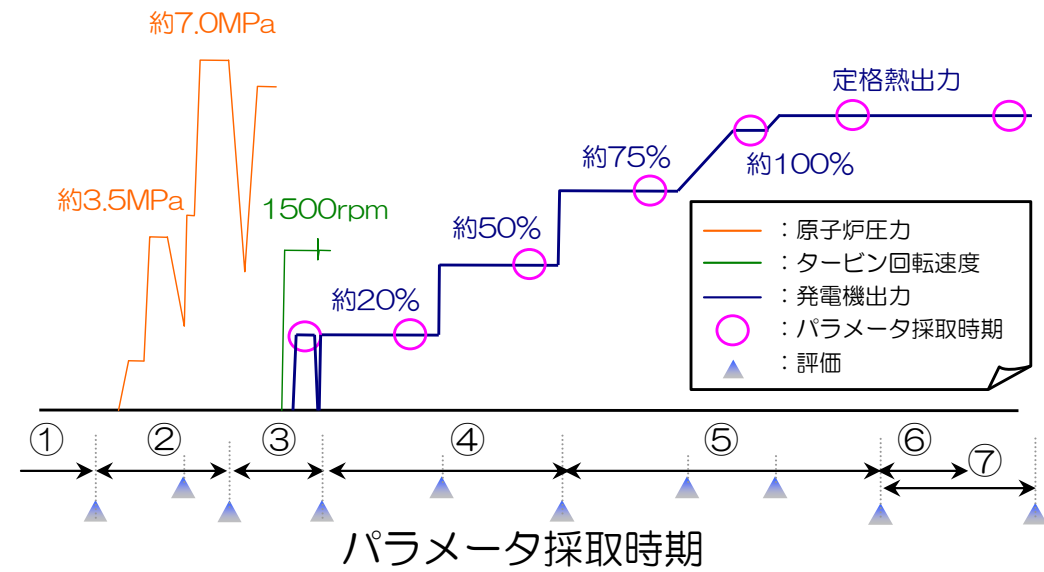 約7.0MPa
約3.5MPa
1500rpm
約20%
約50%
約75%
約100%
定格熱出力
：原子炉圧力
：タービン回転速度
：発電機出力
：パラメータ採取時期
：評価
① ② ③ ④ ⑤ ⑥ ⑦
パラメータ採取時期